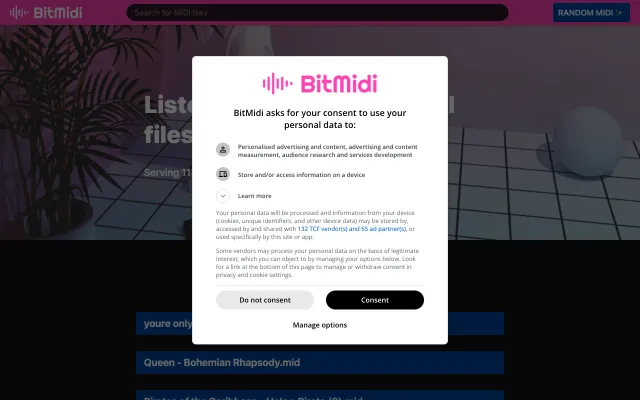 BitMidi
Search for MIDI files
RANDOM MIDI
Liste
files
Serving 11
BitMidi
BitMidi asks for your consent to use your
personal data to:
Personalised advertising and content, advertising and content
measurement, audience research and services development
Store and/or access information on a device
Learn more
Your personal data will be processed and information from your device
(cookies, unique identifiers, and other device data) may be stored by,
accessed by and shared with 132 TCF vendor(s) and 65 ad partner(s), or
used specifically by this site or app.
Some vendors may process your personal data on the basis of legitimate
interest, which you can object to by managing your options below. Look
for a link at the bottom of this page to manage or withdraw consent in
privacy and cookie settings.
Do not consent
Consent
Manage options
youre only
Queen - Bohemian Rhapsody.mid